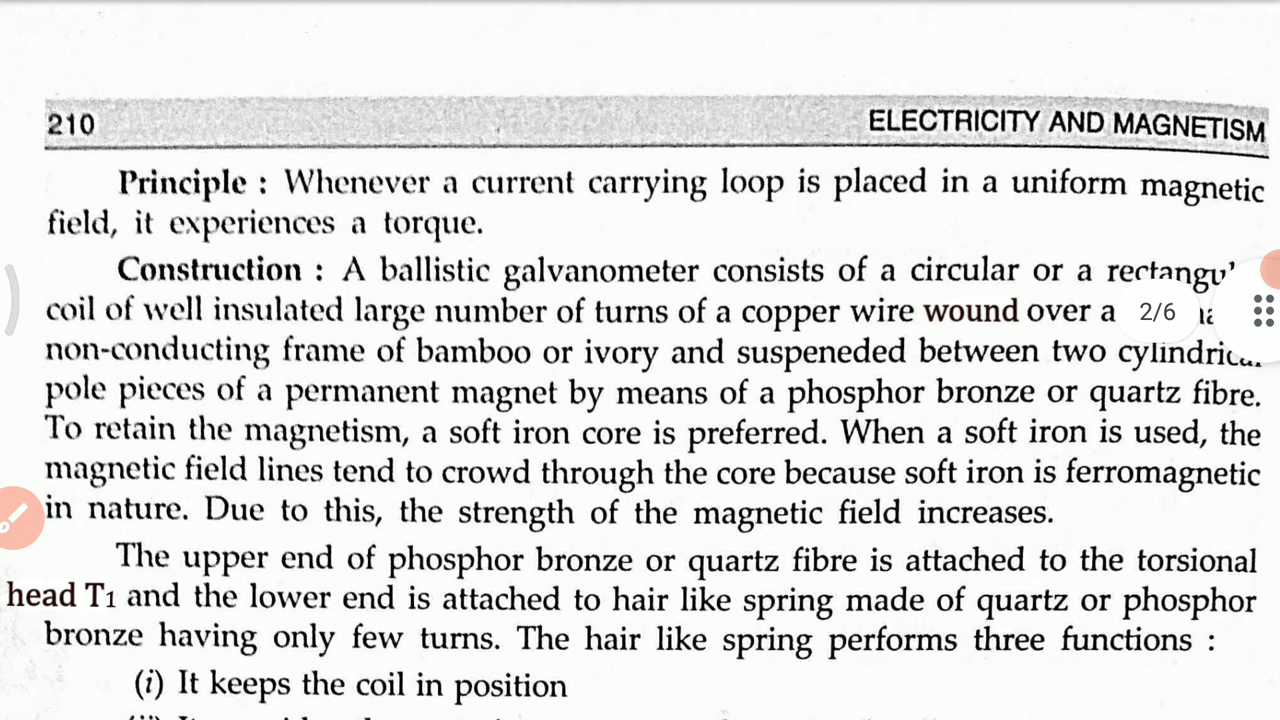 210 ELECTRICITY AND MAGNETISM
Principle : Whenever a current carrying loop is placed in a uniform magnetic
field, it experiences a torque.
Construction : A ballistic galvanometer consists of a circular or a
coil of well insulated large number of turns of a copper wire wound over a
2/6
non-conducting frame of bamboo or ivory and suspeneded between two
pole pieces of a permanent magnet by means of a phosphor bronze or quartz fibre.
To retain the magnetism, a soft iron core is preferred. When a soft iron is used, the
magnetic field lines tend to crowd through the core because soft iron is ferromagnetic
in nature. Due to this, the strength of the magnetic field increases.
The upper end of phosphor bronze or quartz fibre is attached to the torsional
head T1 and the lower end is attached to hair like spring made of quartz or phosphor
bronze having only few turns. The hair like spring performs three functions :
(i) It keeps the coil in position